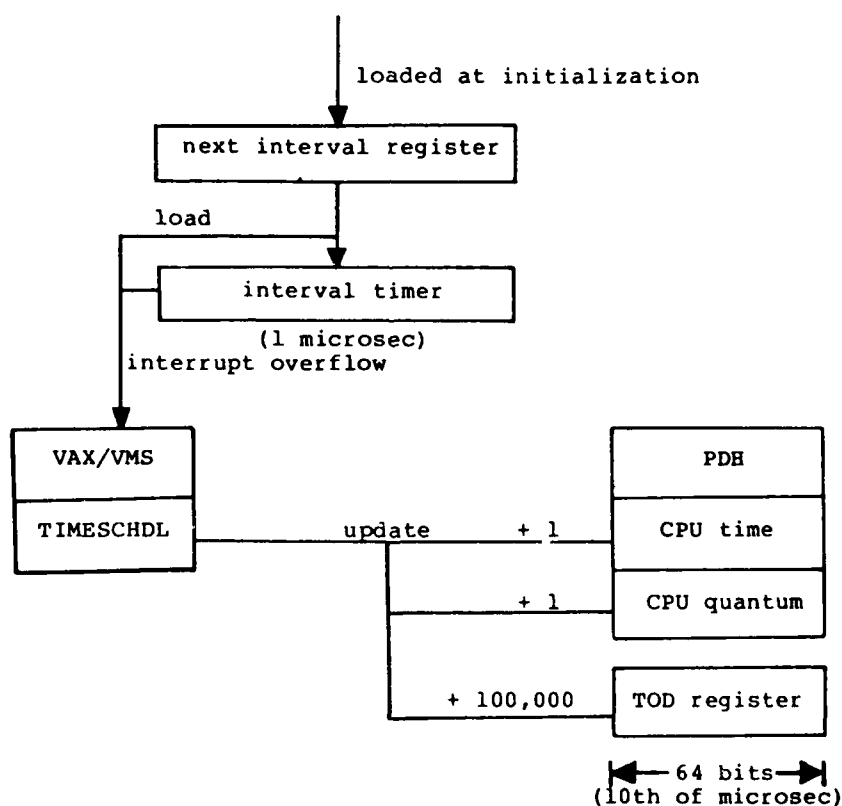 loaded at initialization
next interval register
load
interval timer
(1 microsec)
interrupt overflow
VAX/VMS
PDH
TIMESCHDL
update
+ 1
CPU time
+ 1
CPU quantum
+ 100,000
TOD register
64 bits
(10th of microsec)